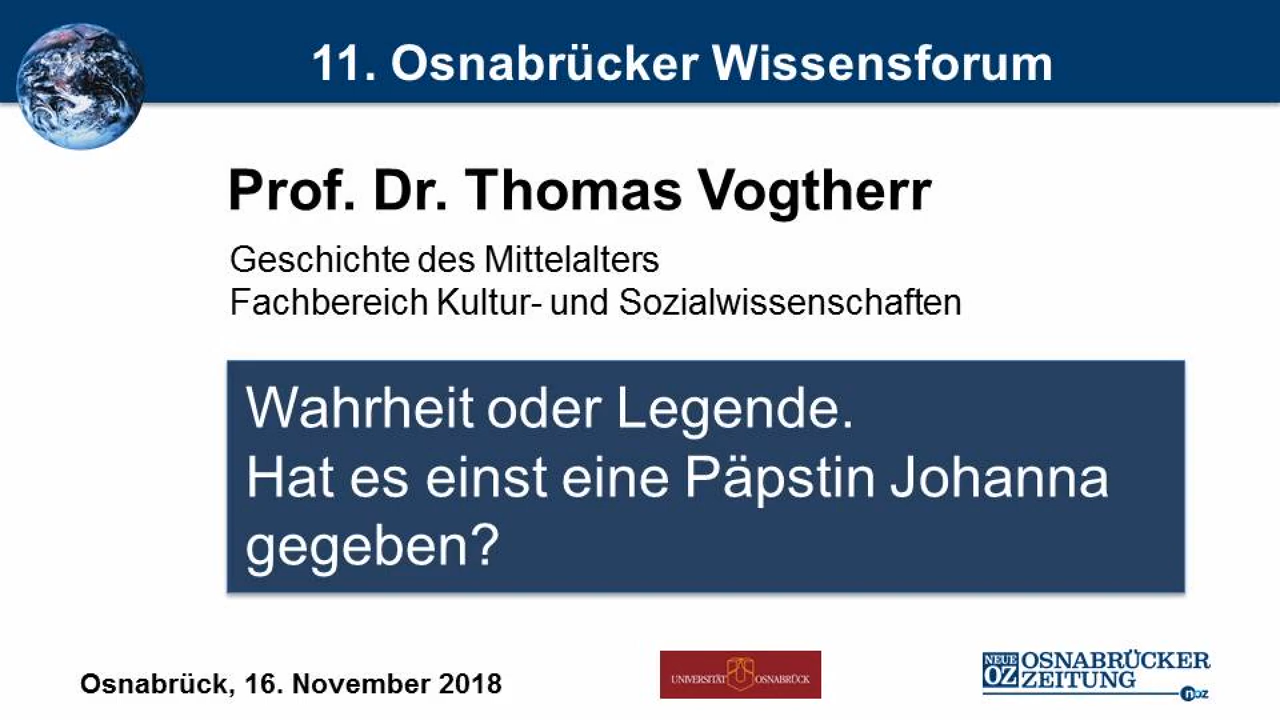 11. Osnabrücker Wissensforum
Prof. Dr. Thomas Vogtherr
Geschichte des Mittelalters
Fachbereich Kultur- und Sozialwissenschaften
Wahrheit oder Legende.
Hat es einst eine Päpstin Johanna
gegeben?
Osnabrück, 16. November 2018
UNIVERSITÄT OSNABRÜCK
NEUE
OZ
OSNABRÜCKER
ZEITUNG
noz